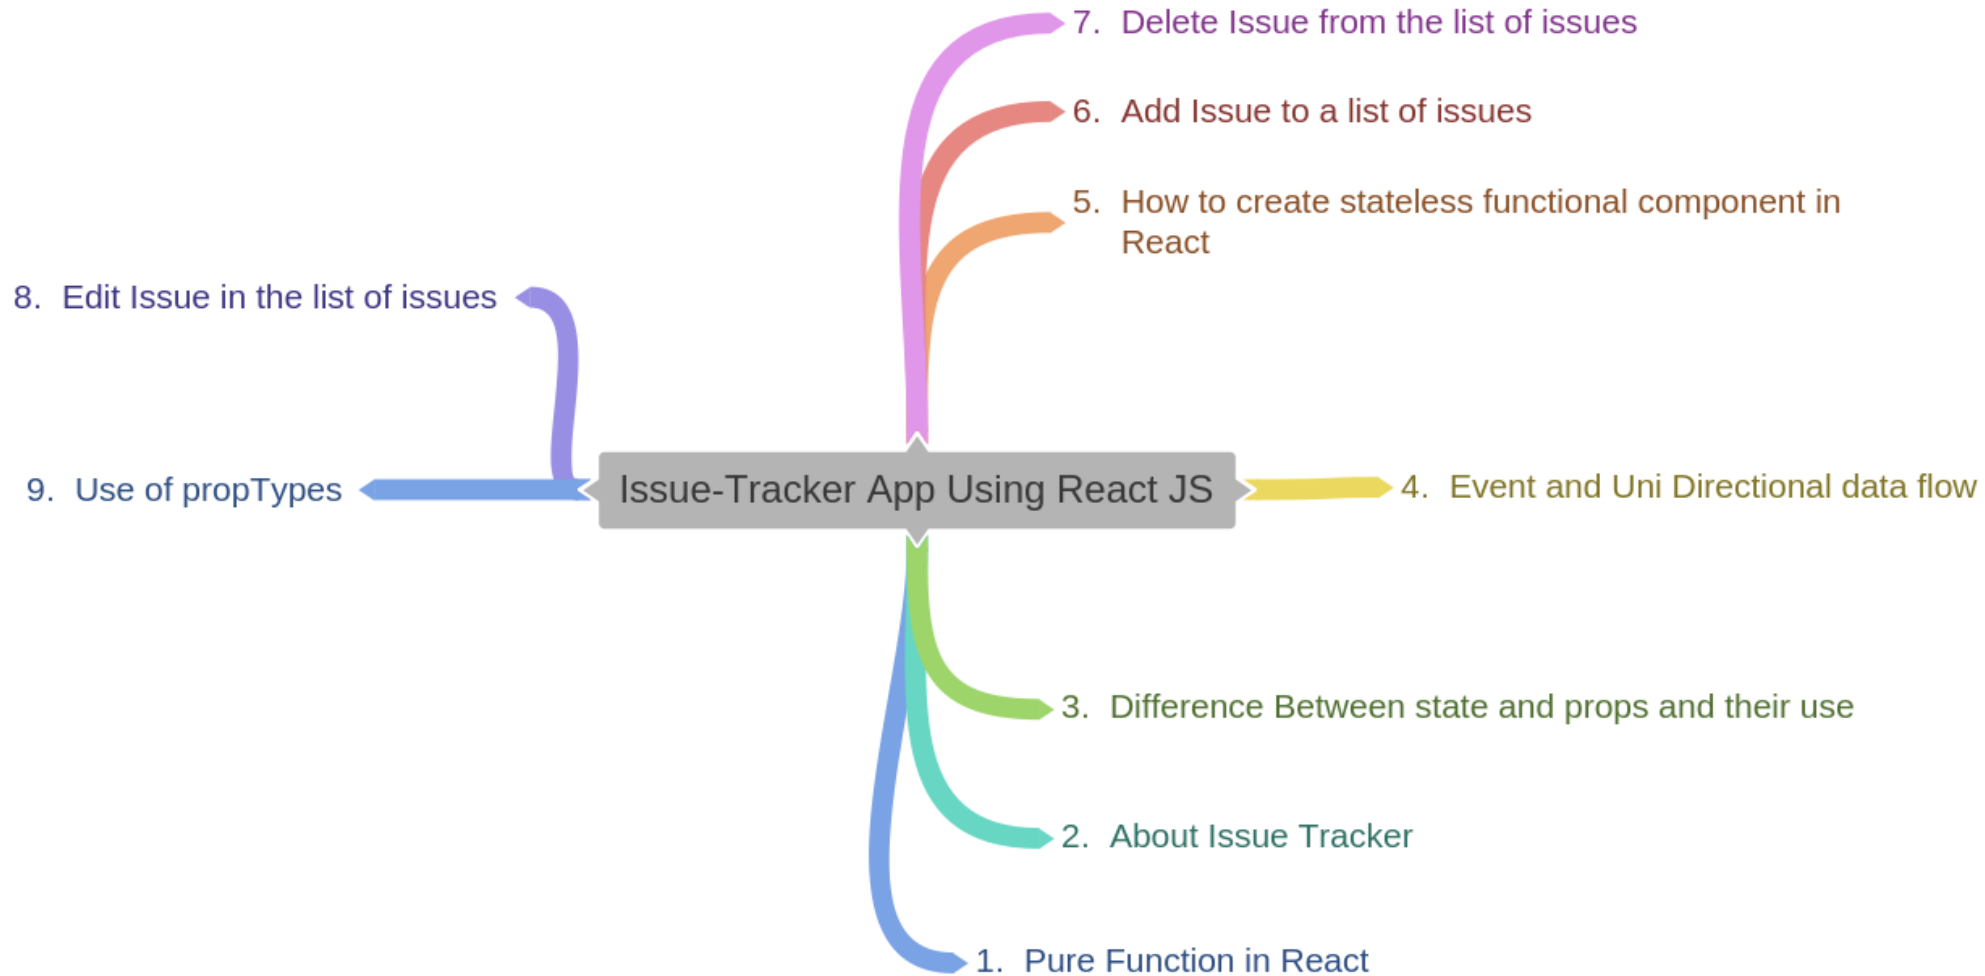 7. Delete Issue from the list of issues
6. Add Issue to a list of issues
5. How to create stateless functional component in
React
8. Edit Issue in the list of issues
9. Use of propTypes
Issue-Tracker App Using React JS
4. Event and Uni Directional data flow
3. Difference Between state and props and their use
2. About Issue Tracker
1. Pure Function in React